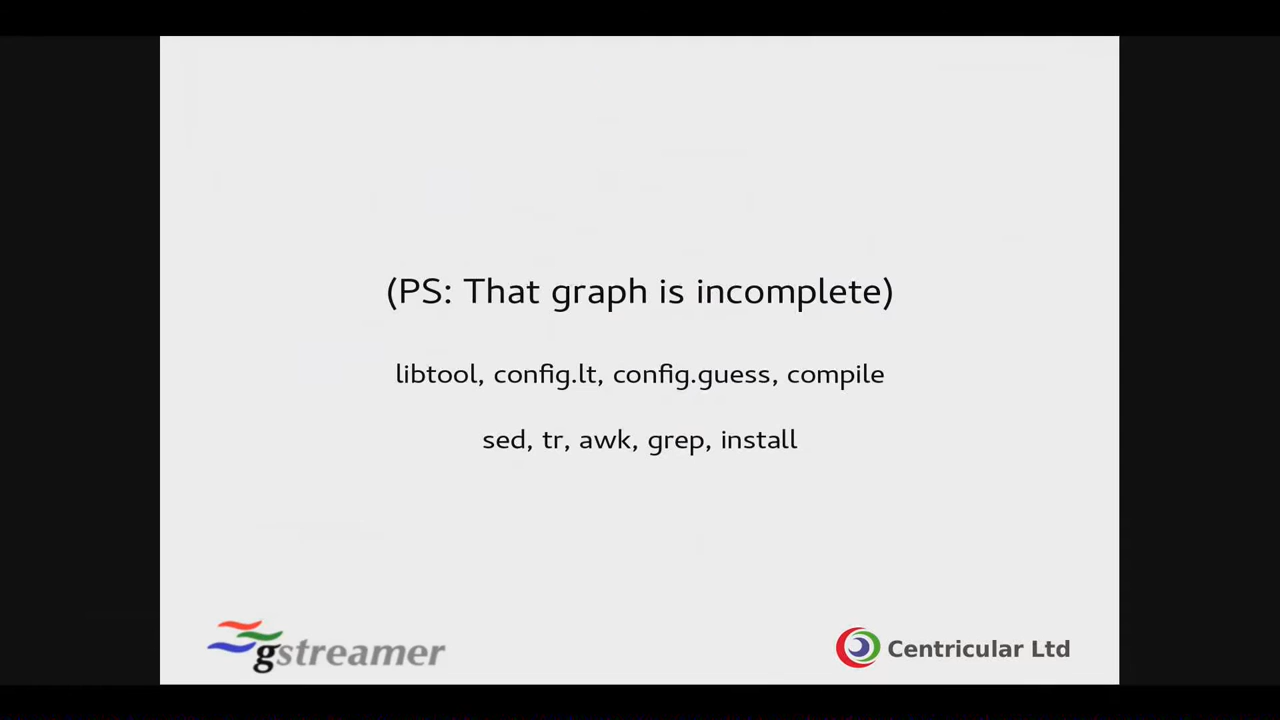 (PS: That graph is incomplete)
libtool, config.lt, config.guess, compile
sed, tr, awk, grep, install
gstreamer
Centricular Ltd